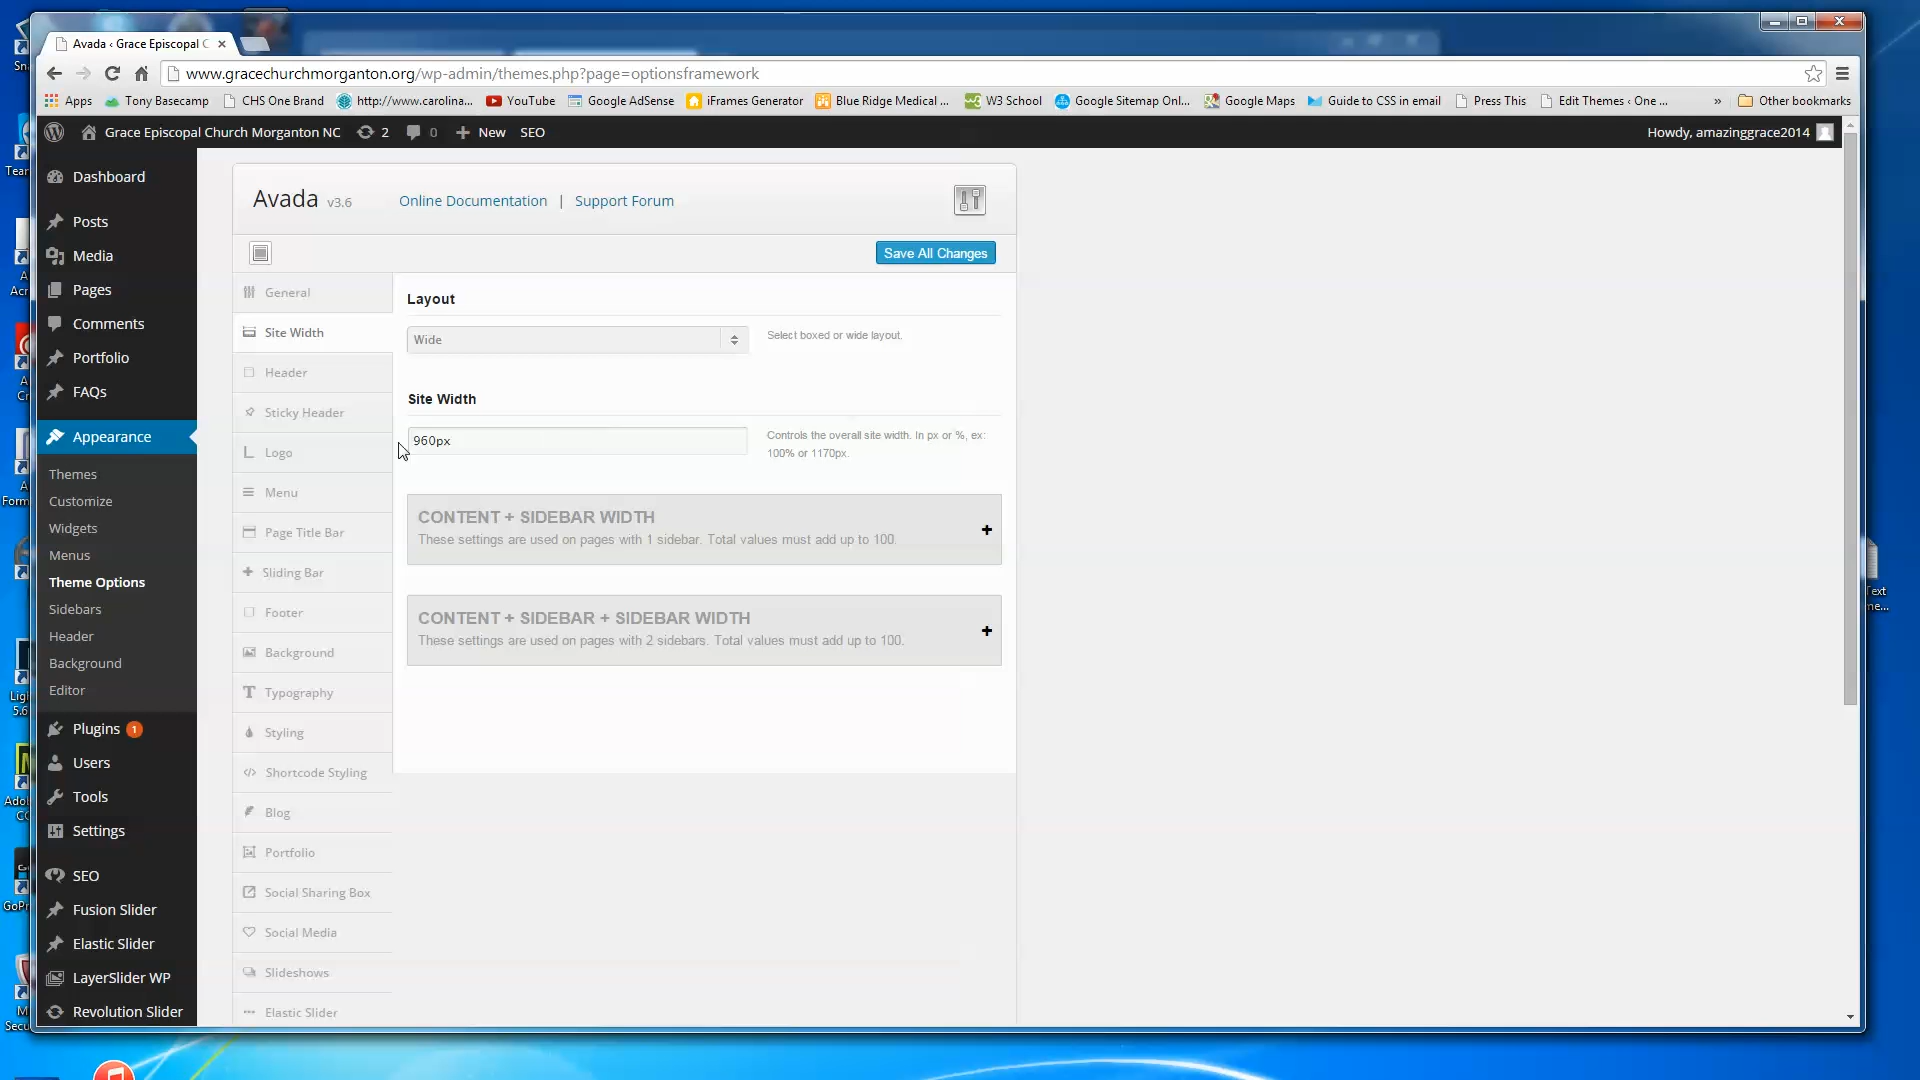 Avada ‹ Grace Episcopal C
www.gracechurchmorganton.org/wp-admin/themes.php?page=optionsframework
Apps Tony Basecamp CHS One Brand http://www.carolina... YouTube Google AdSense iFrames Generator Blue Ridge Medical ... W3 School Google Sitemap Onl... Google Maps Guide to CSS in email Press This Edit Themes ‹ One ... » Other bookmarks
Grace Episcopal Church Morganton NC 2 0 New SEO Howdy, amazinggrace2014
Dashboard
Posts
Media
Pages
Comments
Portfolio
FAQs
Appearance
Themes
Customize
Widgets
Menus
Theme Options
Sidebars
Header
Background
Editor
Plugins 1
Users
Tools
Settings
SEO
Fusion Slider
Elastic Slider
LayerSlider WP
Revolution Slider
Avada v3.6 Online Documentation | Support Forum
Save All Changes
General
Site Width
Header
Sticky Header
Logo
Menu
Page Title Bar
Sliding Bar
Footer
Background
Typography
Styling
Shortcode Styling
Blog
Portfolio
Social Sharing Box
Social Media
Slideshows
Elastic Slider
Layout
Wide
Select boxed or wide layout.
Site Width
960px
Controls the overall site width. In px or %, ex:
100% or 1170px.
CONTENT + SIDEBAR WIDTH
These settings are used on pages with 1 sidebar. Total values must add up to 100.
CONTENT + SIDEBAR + SIDEBAR WIDTH
These settings are used on pages with 2 sidebars. Total values must add up to 100.